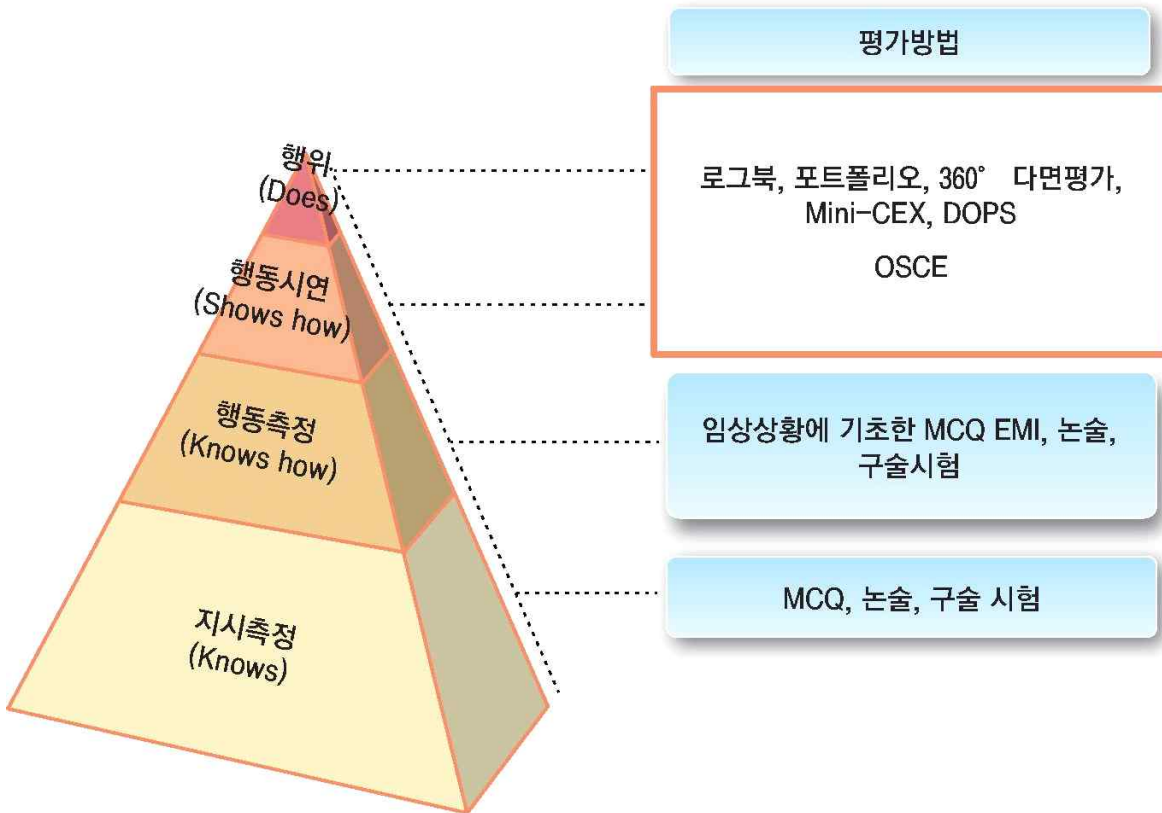 평가방법
행위
(Does)
로그북, 포트폴리오, 360° 다면평가,
Mini-CEX, DOPS
OSCE
행동시연
(Shows how)
행동측정
(Knows how)
임상상황에 기초한 MCQ EMI, 논술,
구술시험
지시측정
(Knows)
MCQ, 논술, 구술 시험